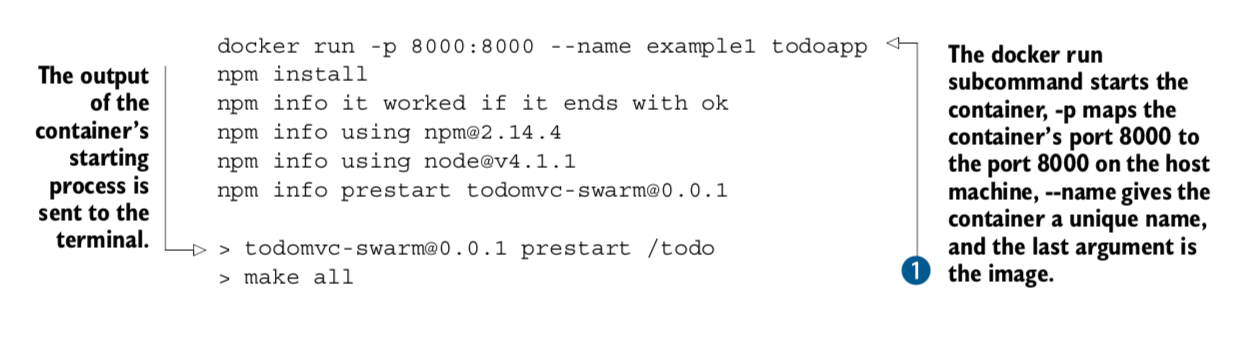 docker run -p 8000:8000 --name example1 todoapp
npm install
npm info it worked if it ends with ok
npm info using npm@2.14.4
npm info using node@v4.1.1
npm info prestart todomvc-swarm@0.0.1
> todomvc-swarm@0.0.1 prestart /todo
> make all
The output
of the
container's
starting
process is
sent to the
terminal.
1
The docker run
subcommand starts the
container, -p maps the
container's port 8000 to
the port 8000 on the host
machine, --name gives the
container a unique name,
and the last argument is
the image.